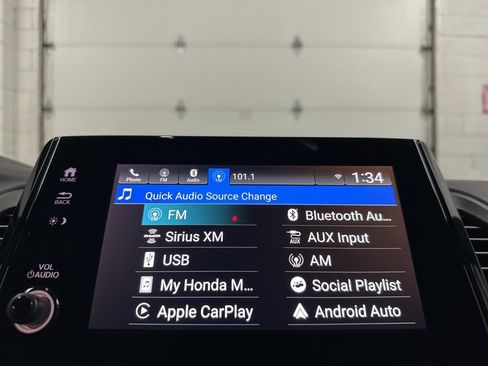 HOME
BACK
VOL
AUDIO
Phone
FM
Audio
101.1
1:34
Quick Audio Source Change
FM
Bluetooth Au...
Sirius XM
AUX Input
USB
AM
My Honda M...
Social Playlist
Apple CarPlay
Android Auto